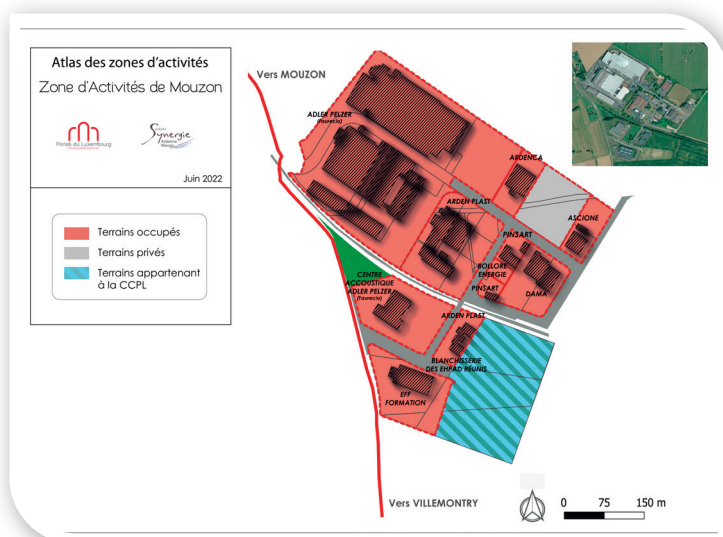 Atlas des zones d'activités
Zone d'Activités de Mouzon
Portes du Luxembourg
Synergie
Juin 2022
Terrains occupés
Terrains privés
Terrains appartenant
à la CCPL
Vers MOUZON
ADLER PELZER
(Faurecia)
ARDENCA
ARDEN PLAST
ASCIONE
PINSART
BOLLORE
ENERGIE
PINSART
DAMA
CENTRE
ACCOUSTIQUE
ADLER PELZER
(Faurecia)
ARDEN PLAST
BLANCHISSERIE
DES EHPAD RÉUNIS
EFF
FORMATION
Vers VILLEMONTRY
0 75 150 m